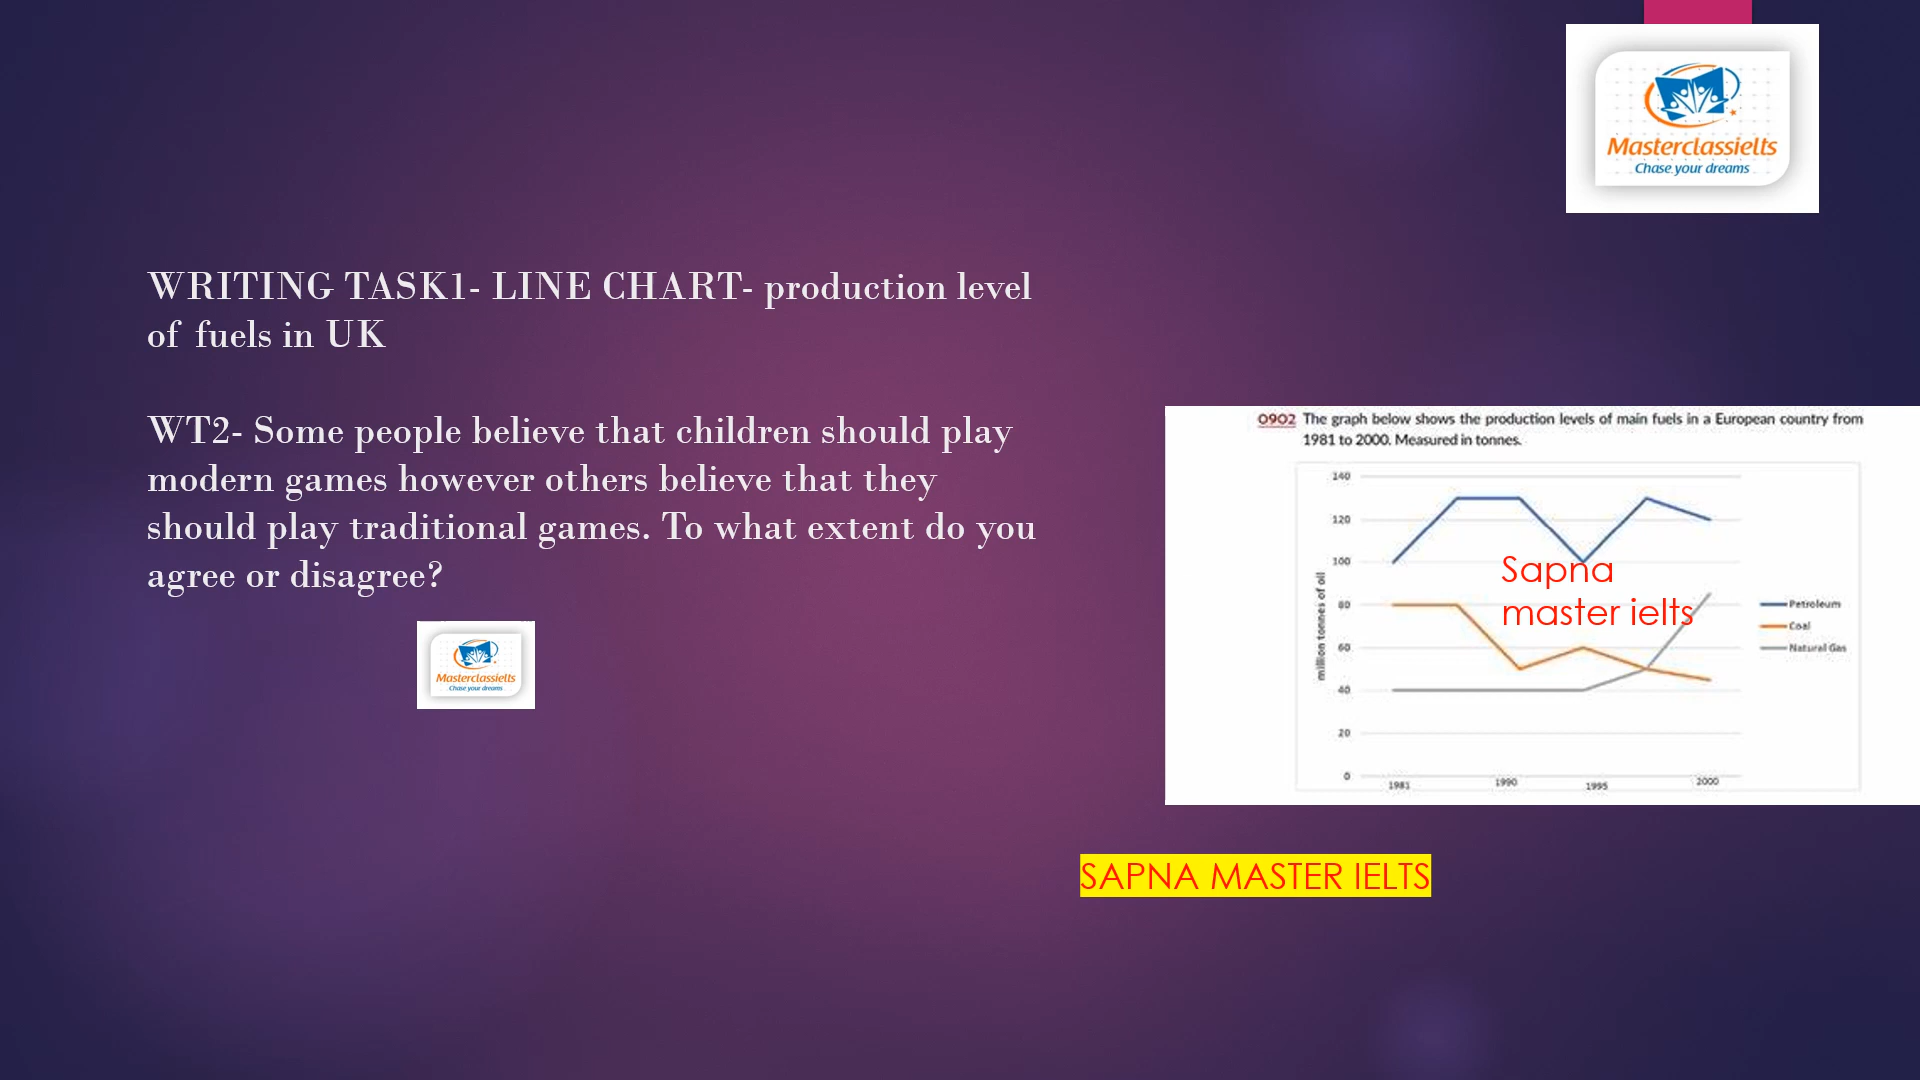 Masterclassielts
Chase your dreams
WRITING TASK1- LINE CHART- production level
of fuels in UK
WT2- Some people believe that children should play
modern games however others believe that they
should play traditional games. To what extent do you
agree or disagree?
Masterclassielts
Chase your dreams
0902 The graph below shows the production levels of main fuels in a European country from
1981 to 2000. Measured in tonnes.
140
120
100
80
60
40
20
0
million tonnes of oil
1981 1990 1995 2000
Petroleum
Coal
Natural Gas
Sapna
master ielts
SAPNA MASTER IELTS